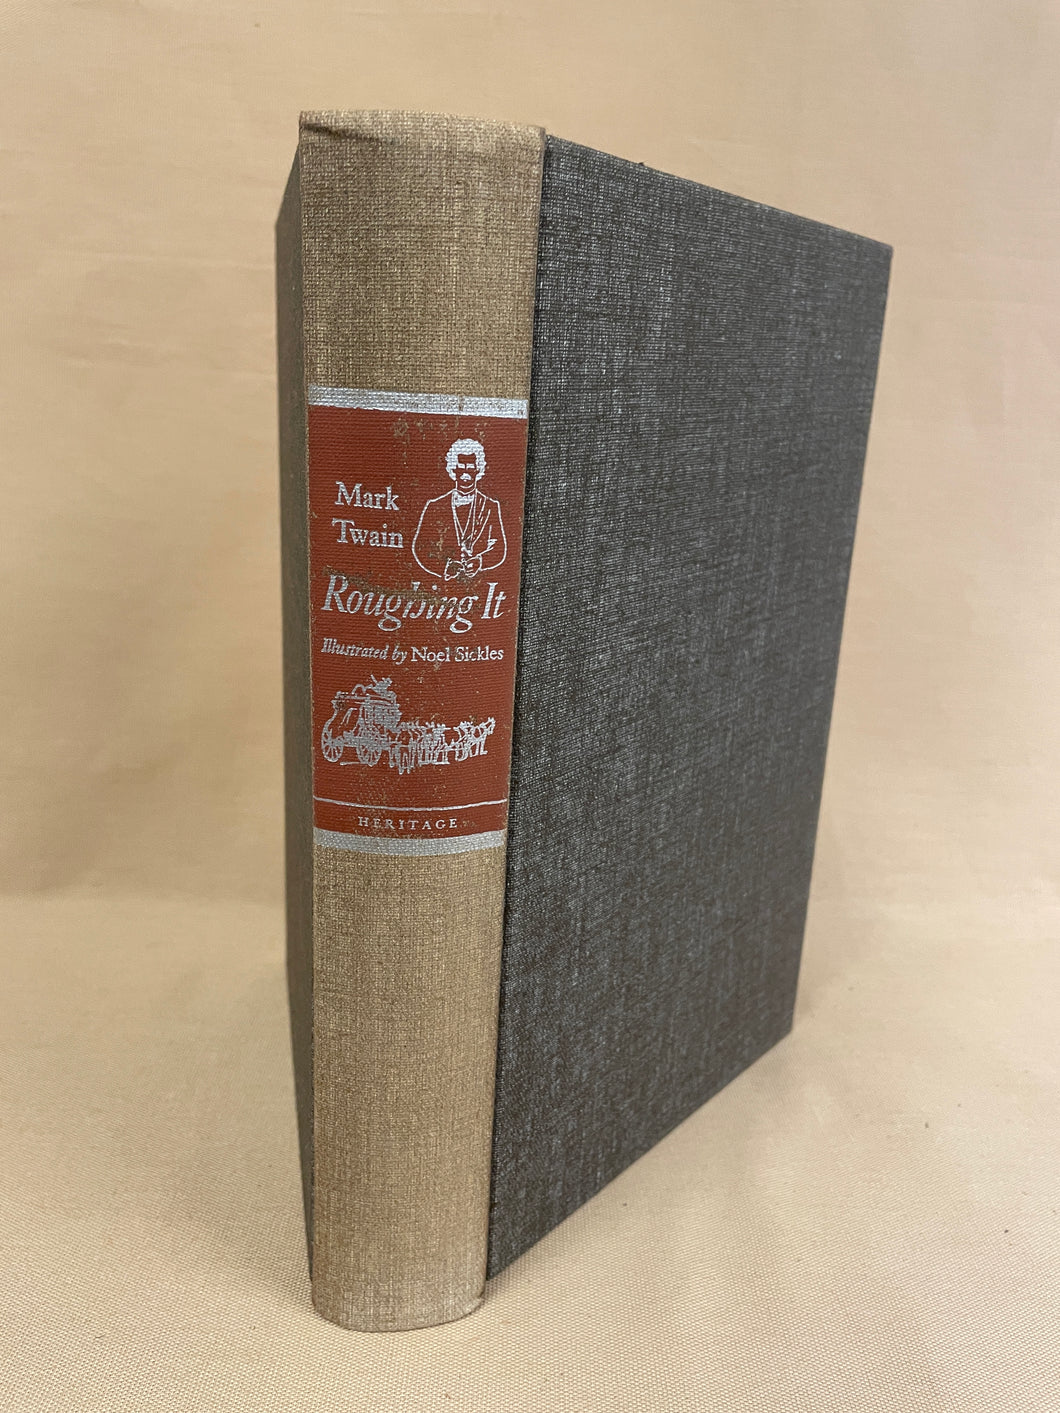 Mark
Twain
Roughing It
Illustrated by Noel Sickles
HERITAGE